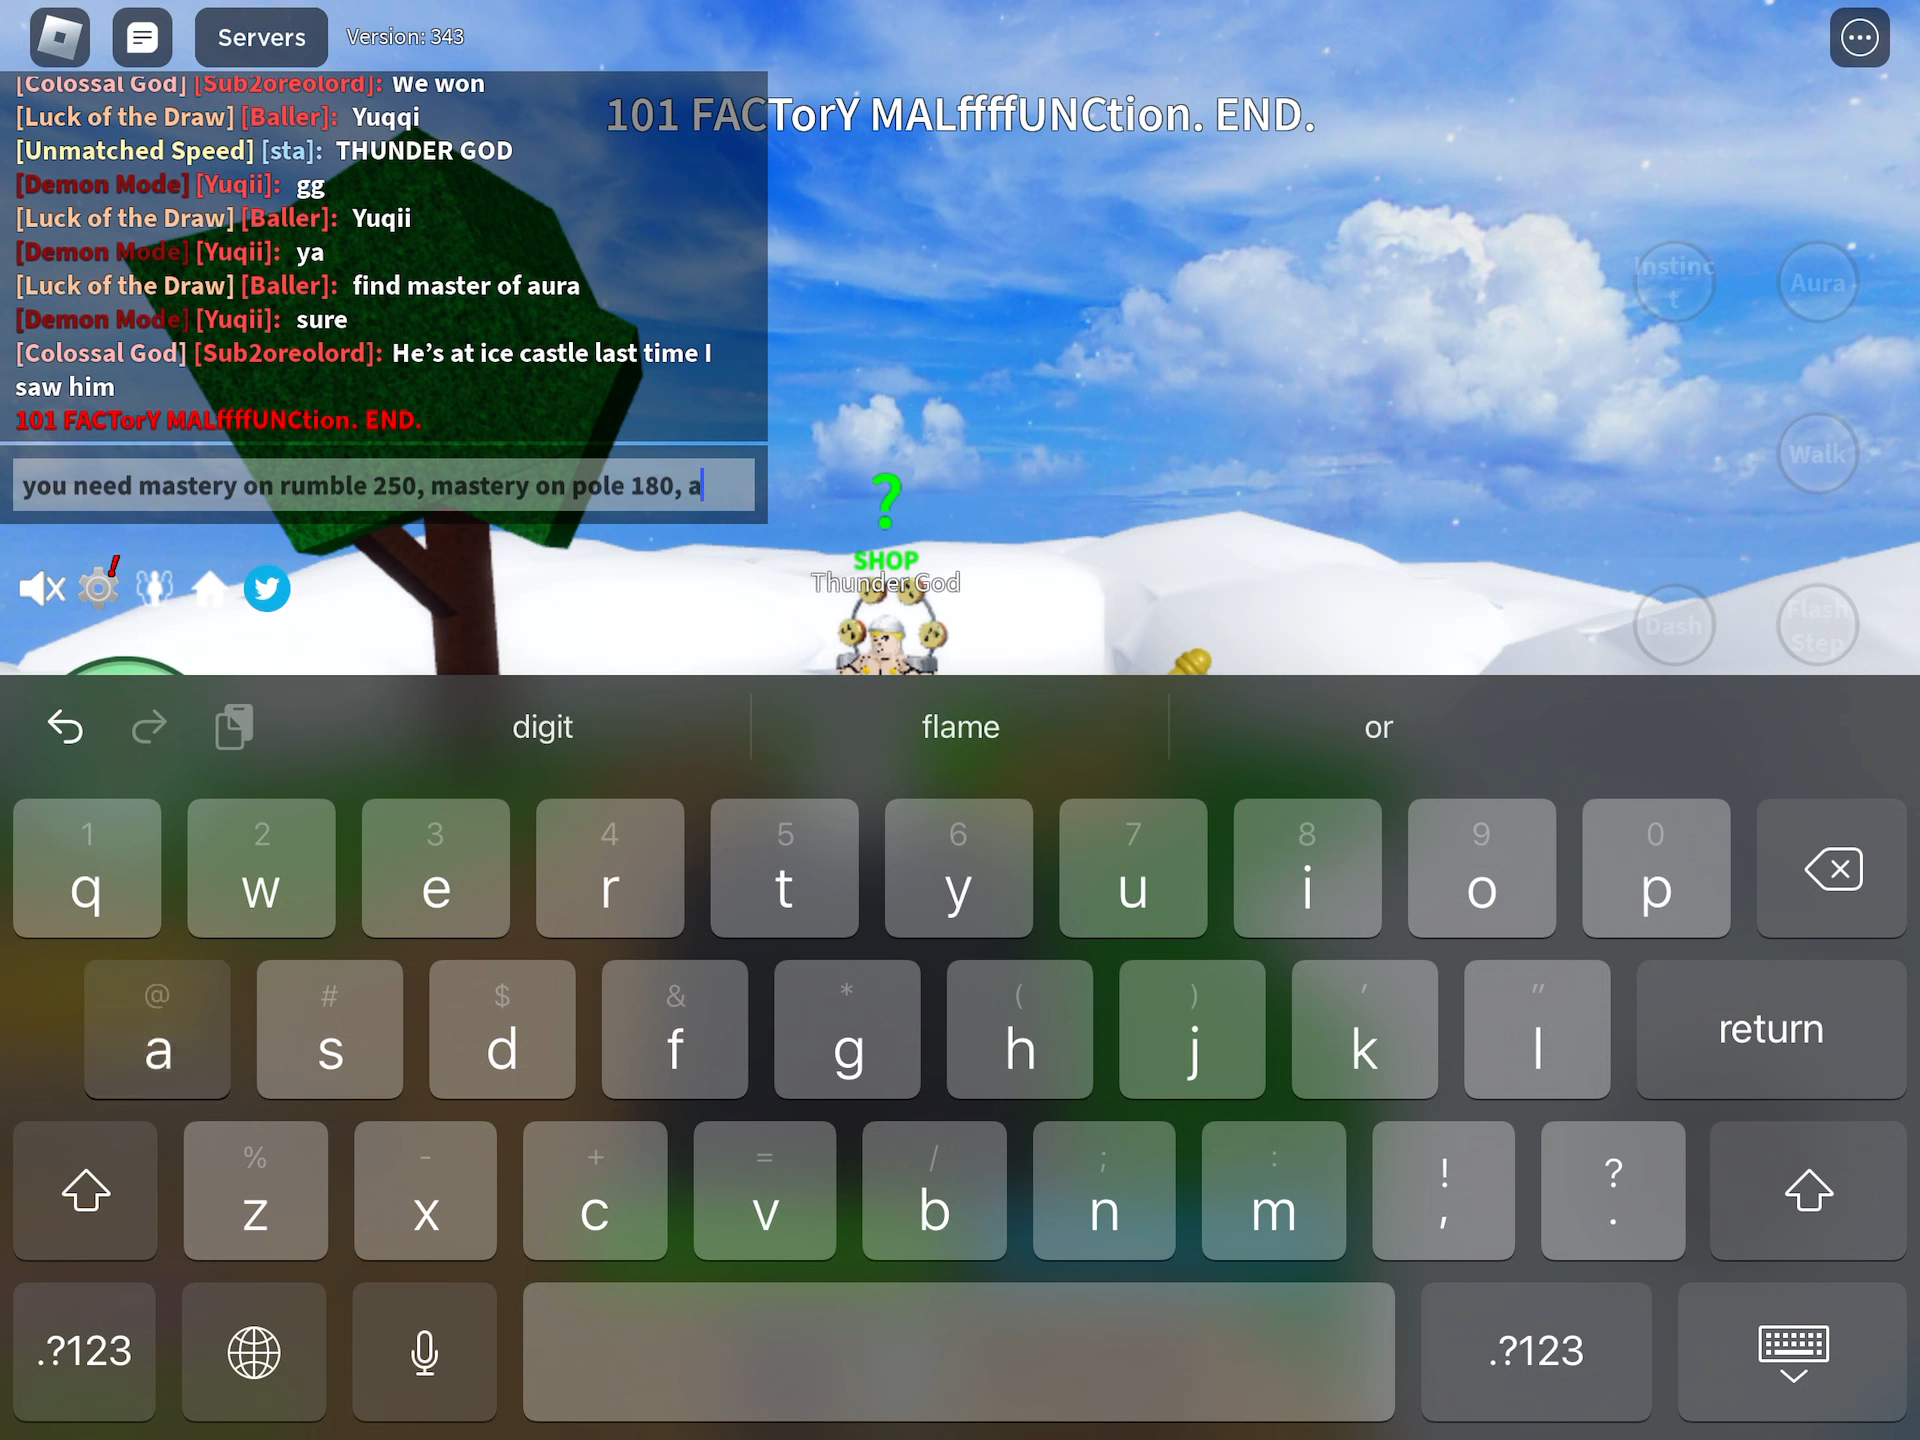 Servers Version: 343
[Colossal God] [Sub2oreolord]: We won
[Luck of the Draw] [Baller]: Yuqqi
[Unmatched Speed] [sta]: THUNDER GOD
[Demon Mode] [Yuqii]: gg
[Luck of the Draw] [Baller]: Yuqii
[Demon Mode] [Yuqii]: ya
[Luck of the Draw] [Baller]: find master of aura
[Demon Mode] [Yuqii]: sure
[Colossal God] [Sub2oreolord]: He’s at ice castle last time I
saw him
101 FACTorY MALffffUNCtion. END.
you need mastery on rumble 250, mastery on pole 180, a
101 FACTorY MALffffUNCtion. END.
?
SHOP
Thunder God
Instinc
t
Aura
Walk
Dash
Flash
Step
digit flame or
1 2 3 4 5 6 7 8 9 0
q w e r t y u i o p
@ # $ & * ( ) ' "
a s d f g h j k l return
% - + = / ; : ! ?
z x c v b n m , .
.?123 .?123